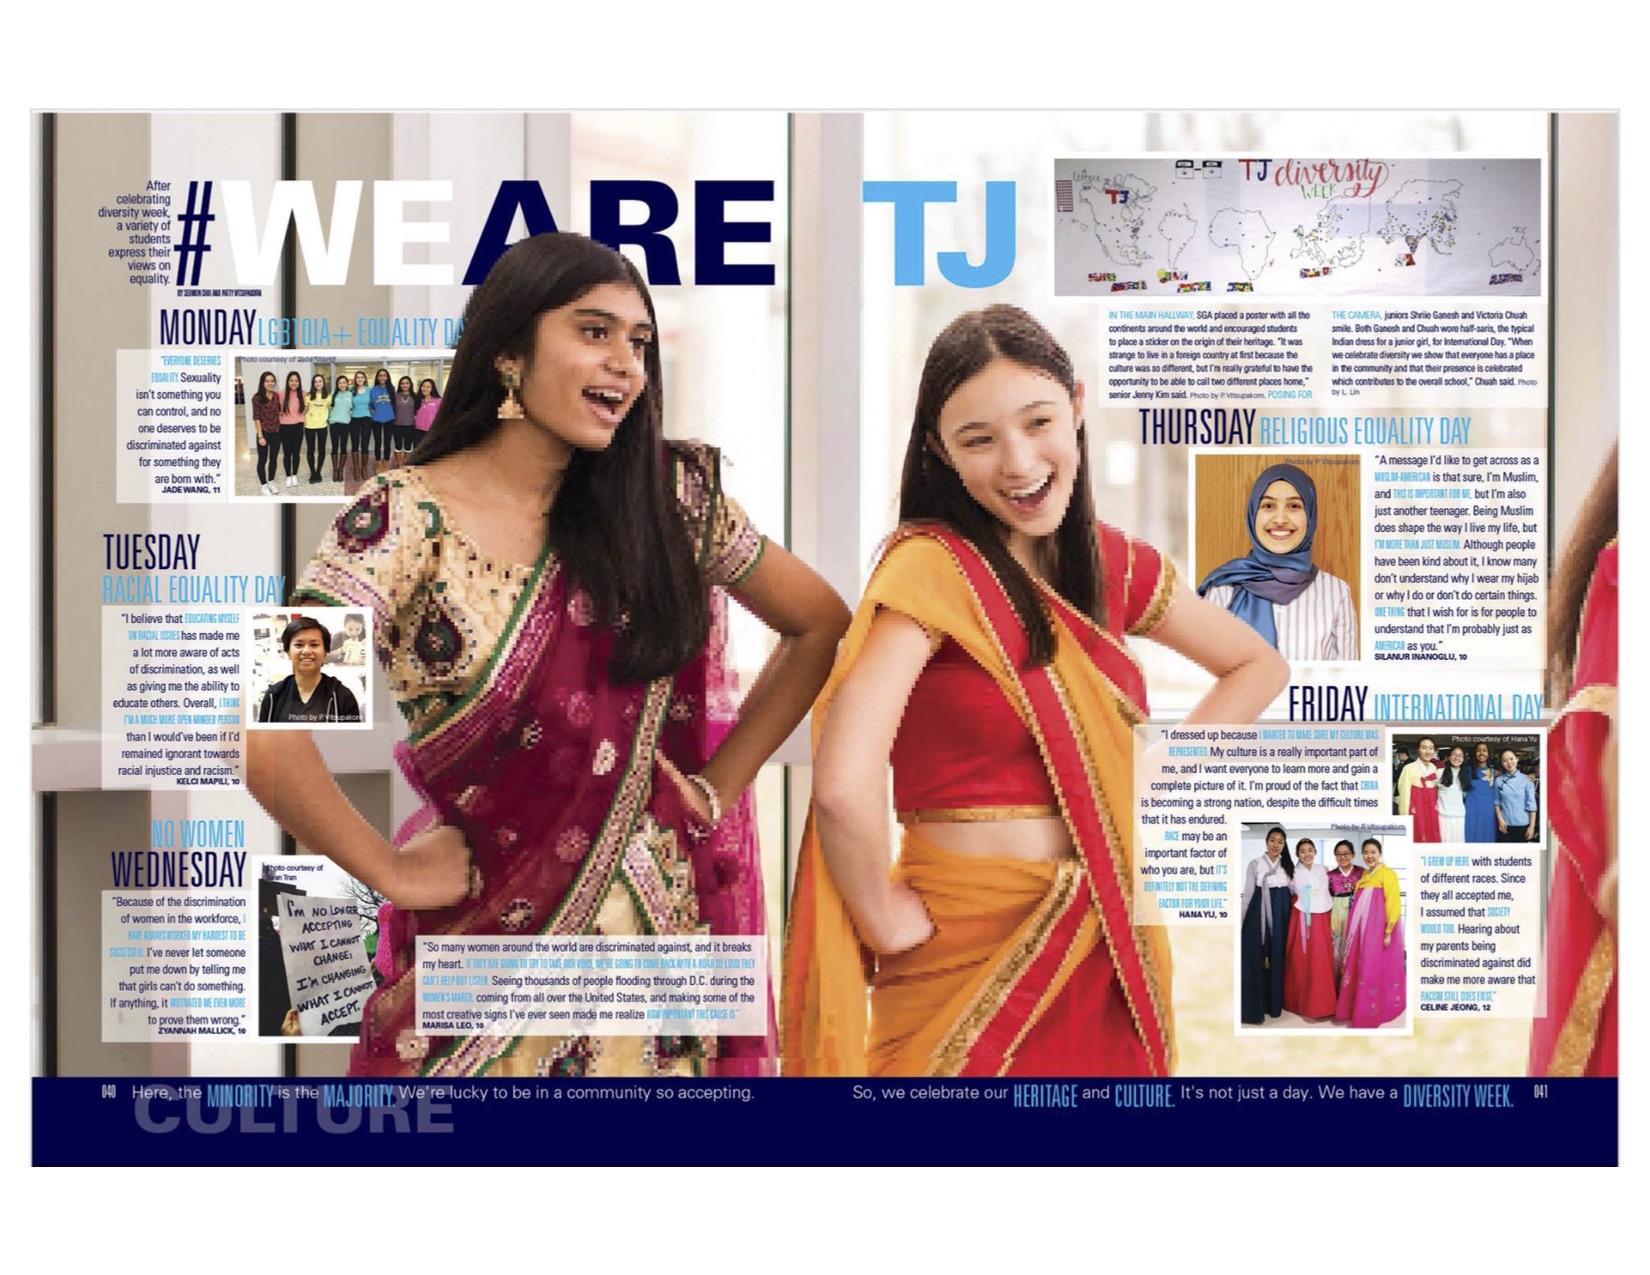 After
celebrating
diversity week,
a variety of
students
express their
views on
equality.
BY SEIWON CHOI AND PATTY VITSUPAKORN
#WEARE TJ
MONDAY LGBTQIA+ EQUALITY DA
"EVERYONE DESERVES
EQUALITY. Sexuality
isn't something you
can control, and no
one deserves to be
discriminated against
for something they
are born with."
JADE WANG, 11
Photo courtesy of Jade Wang
TUESDAY
RACIAL EQUALITY DAY
"I believe that EDUCATING MYSELF
ON RACIAL ISSUES has made me
a lot more aware of acts
of discrimination, as well
as giving me the ability to
educate others. Overall, I THINK
I'M A MUCH MORE OPEN-MINDED PERSON
than I would've been if I'd
remained ignorant towards
racial injustice and racism."
KELCI MAPILI, 10
Photo by P. Vitsupakorn
NO WOMEN
WEDNESDAY
"Because of the discrimination
of women in the workforce, I
HAVE ALWAYS WORKED MY HARDEST TO BE
SUCCESSFUL. I've never let someone
put me down by telling me
that girls can't do something.
If anything, it MOTIVATED ME EVEN MORE
to prove them wrong."
ZYANNAH MALLICK, 10
Photo courtesy of
Tran
I'm NO LONGER
ACCEPTING
WHAT I CANNOT
CHANGE;
I'm CHANGING
WHAT I CANNOT
ACCEPT.
"So many women around the world are discriminated against, and it breaks
my heart. IF THEY ARE GOING TO TRY TO TAKE OUR VOICE, WE'RE GOING TO COME BACK WITH A ROAR SO LOUD THEY
CAN'T HELP BUT LISTEN. Seeing thousands of people flooding through D.C. during the
WOMEN'S MARCH, coming from all over the United States, and making some of the
most creative signs I've ever seen made me realize HOW IMPORTANT THIS CAUSE IS."
MARISA LEO, 10
Where
TJ
TJ diversity
WEEK
IN THE MAIN HALLWAY, SGA placed a poster with all the
continents around the world and encouraged students
to place a sticker on the origin of their heritage. "It was
strange to live in a foreign country at first because the
culture was so different, but I'm really grateful to have the
opportunity to be able to call two different places home,"
senior Jenny Kim said. Photo by P. Vitsupakorn. POSING FOR
THE CAMERA, juniors Shriie Ganesh and Victoria Chuah
smile. Both Ganesh and Chuah wore half-saris, the typical
Indian dress for a junior girl, for International Day. "When
we celebrate diversity we show that everyone has a place
in the community and that their presence is celebrated
which contributes to the overall school," Chuah said. Photo
by L. Lin
THURSDAY RELIGIOUS EQUALITY DAY
Photo by P. Vitsupakorn
"A message I'd like to get across as a
MUSLIM-AMERICAN is that sure, I'm Muslim,
and THIS IS IMPORTANT FOR ME, but I'm also
just another teenager. Being Muslim
does shape the way I live my life, but
I'M MORE THAN JUST MUSLIM. Although people
have been kind about it, I know many
don't understand why I wear my hijab
or why I do or don't do certain things.
ONE THING that I wish for is for people to
understand that I'm probably just as
AMERICAN as you."
SILANUR INANOGLU, 10
FRIDAY INTERNATIONAL DAY
"I dressed up because I WANTED TO MAKE SURE MY CULTURE WAS
REPRESENTED. My culture is a really important part of
me, and I want everyone to learn more and gain a
complete picture of it. I'm proud of the fact that CHINA
is becoming a strong nation, despite the difficult times
that it has endured.
RACE may be an
important factor of
who you are, but IT'S
DEFINITELY NOT THE DEFINING
FACTOR FOR YOUR LIFE."
HANA YU, 10
Photo courtesy of Hana Yu
Photo by P. Vitsupakorn
"I GREW UP HERE with students
of different races. Since
they all accepted me,
I assumed that SOCIETY
WOULD TOO. Hearing about
my parents being
discriminated against did
make me more aware that
RACISM STILL DOES EXIST."
CELINE JEONG, 12
040 Here, the MINORITY is the MAJORITY. We're lucky to be in a community so accepting.
CULTURE
So, we celebrate our HERITAGE and CULTURE. It's not just a day. We have a DIVERSITY WEEK. 041